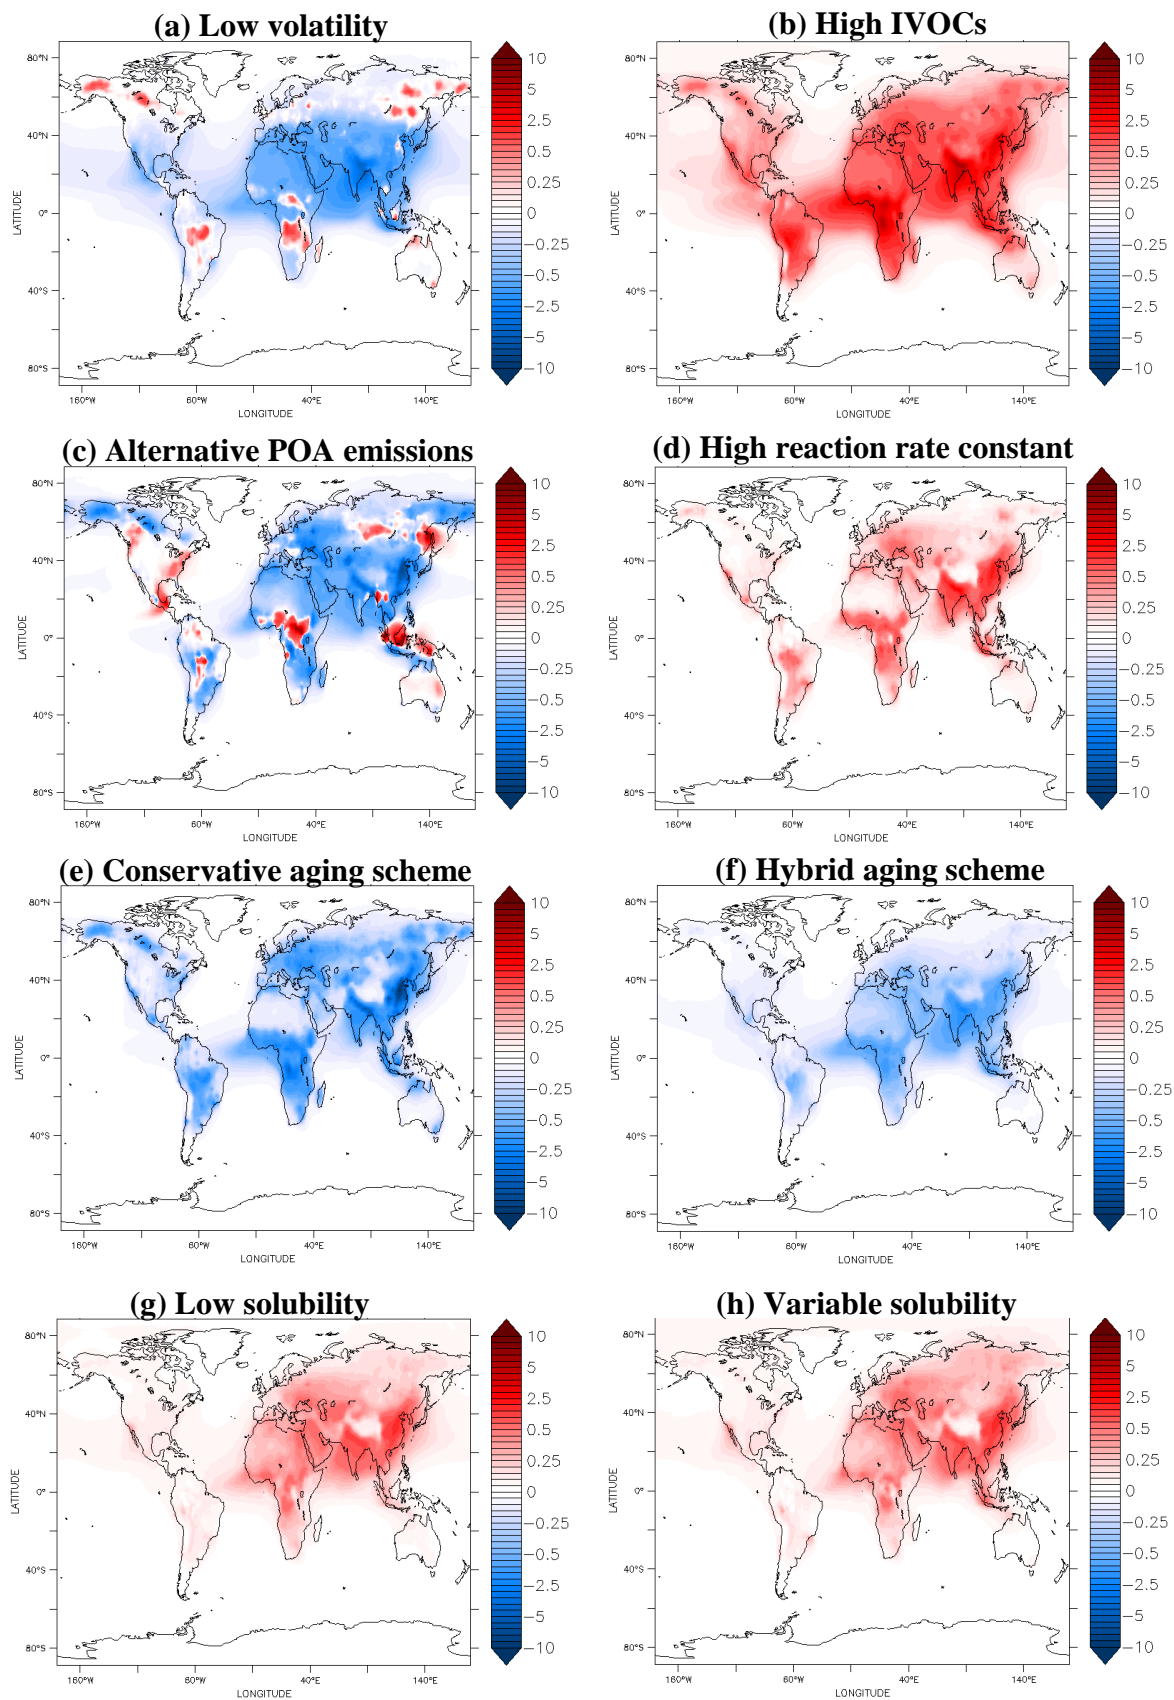 (a) Low volatility
80°N
40°N
0°
40°S
80°S
160°W
60°W
40°E
140°E
LATITUDE
LONGITUDE
10
5
2.5
0.5
0.25
0
−0.25
−0.5
−2.5
−5
−10
(b) High IVOCs
80°N
40°N
0°
40°S
80°S
160°W
60°W
40°E
140°E
LATITUDE
LONGITUDE
10
5
2.5
0.5
0.25
0
−0.25
−0.5
−2.5
−5
−10
(c) Alternative POA emissions
80°N
40°N
0°
40°S
80°S
160°W
60°W
40°E
140°E
LATITUDE
LONGITUDE
10
5
2.5
0.5
0.25
0
−0.25
−0.5
−2.5
−5
−10
(d) High reaction rate constant
80°N
40°N
0°
40°S
80°S
160°W
60°W
40°E
140°E
LATITUDE
LONGITUDE
10
5
2.5
0.5
0.25
0
−0.25
−0.5
−2.5
−5
−10
(e) Conservative aging scheme
80°N
40°N
0°
40°S
80°S
160°W
60°W
40°E
140°E
LATITUDE
LONGITUDE
10
5
2.5
0.5
0.25
0
−0.25
−0.5
−2.5
−5
−10
(f) Hybrid aging scheme
80°N
40°N
0°
40°S
80°S
160°W
60°W
40°E
140°E
LATITUDE
LONGITUDE
10
5
2.5
0.5
0.25
0
−0.25
−0.5
−2.5
−5
−10
(g) Low solubility
80°N
40°N
0°
40°S
80°S
160°W
60°W
40°E
140°E
LATITUDE
LONGITUDE
10
5
2.5
0.5
0.25
0
−0.25
−0.5
−2.5
−5
−10
(h) Variable solubility
80°N
40°N
0°
40°S
80°S
160°W
60°W
40°E
140°E
LATITUDE
LONGITUDE
10
5
2.5
0.5
0.25
0
−0.25
−0.5
−2.5
−5
−10